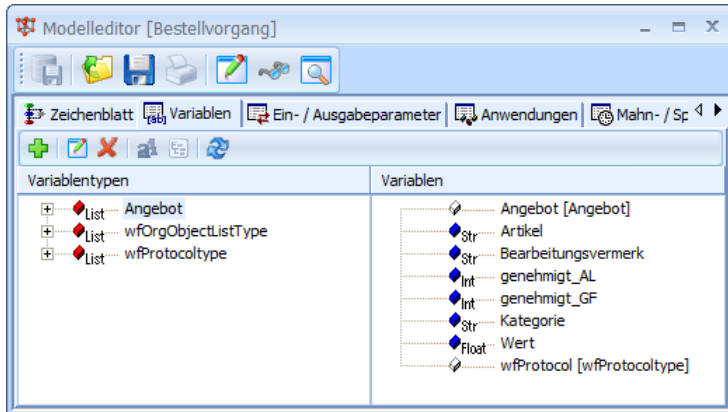 Modelleditor [Bestellvorgang]
Zeichenblatt Variablen Ein- / Ausgabeparameter Anwendungen Mahn- / Sp
Variablentypen
List Angebot
List wfOrgObjectListType
List wfProtocoltype
Variablen
Angebot [Angebot]
Str Artikel
Str Bearbeitungsvermerk
Int genehmigt_AL
Int genehmigt_GF
Str Kategorie
Float Wert
wfProtocol [wfProtocoltype]